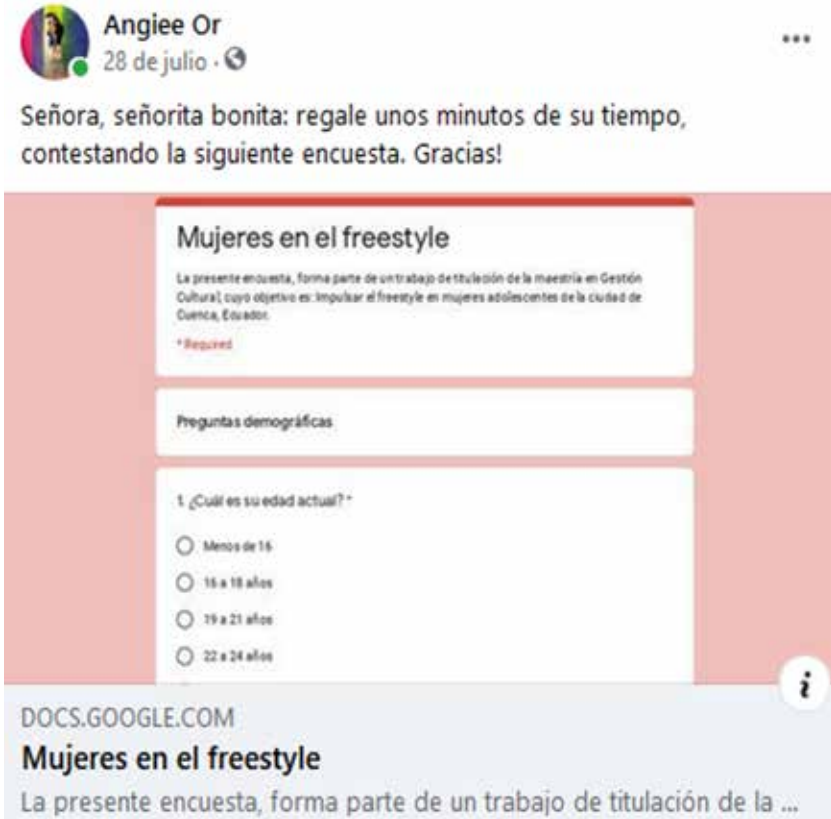 Angiee Or
28 de julio ·
Señora, señorita bonita: regale unos minutos de su tiempo,
contestando la siguiente encuesta. Gracias!
Mujeres en el freestyle
La presente encuesta, forma parte de un trabajo de titulación de la maestría en Gestión
Cultural; cuyo objetivo es: Impulsar el freestyle en mujeres adolescentes de la ciudad de
Cuenca, Ecuador.
* Required
Preguntas demográficas
1. ¿Cuál es su edad actual? *
Menos de 16
16 a 18 años
19 a 21 años
22 a 24 años
DOCS.GOOGLE.COM
Mujeres en el freestyle
La presente encuesta, forma parte de un trabajo de titulación de la ...